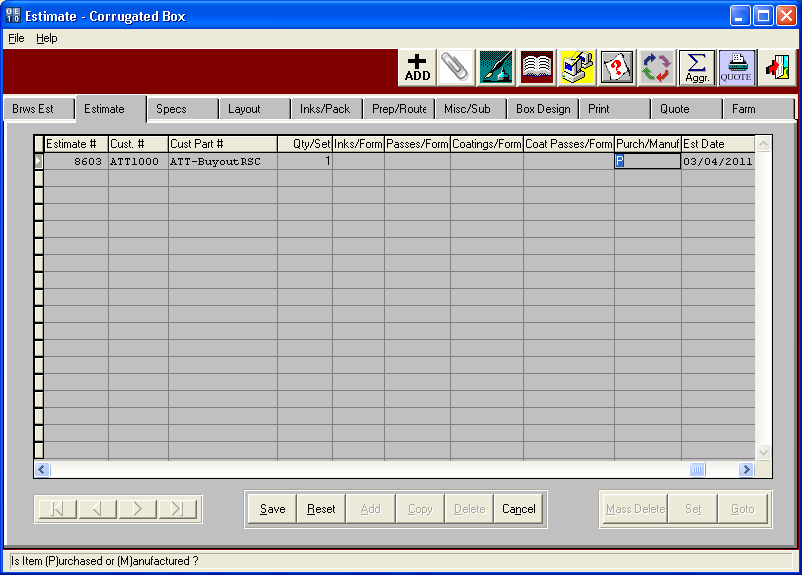 Estimate - Corrugated Box
File Help
ADD Aggr. QUOTE
Brws Est Estimate Specs Layout Inks/Pack Prep/Route Misc/Sub Box Design Print Quote Farm
Estimate # Cust. # Cust Part # Qty/Set Inks/Form Passes/Form Coatings/Form Coat Passes/Form Purch/Manuf Est Date
8603 ATT1000 ATT-BuyoutRSC 1 P 03/04/2011
Save Reset Add Copy Delete Cancel Mass Delete Set Goto
Is Item (P)urchased or (M)anufactured ?